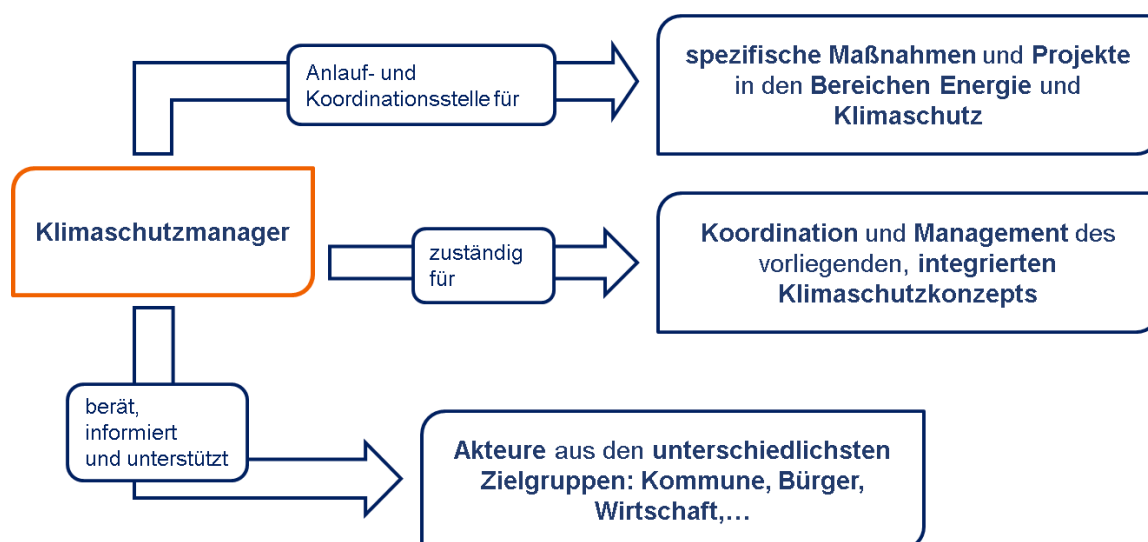 Anlauf- und
Koordinationsstelle für
spezifische Maßnahmen und Projekte
in den Bereichen Energie und
Klimaschutz
Klimaschutzmanager
zuständig
für
Koordination und Management des
vorliegenden, integrierten
Klimaschutzkonzepts
berät,
informiert
und unterstützt
Akteure aus den unterschiedlichsten
Zielgruppen: Kommune, Bürger,
Wirtschaft,…